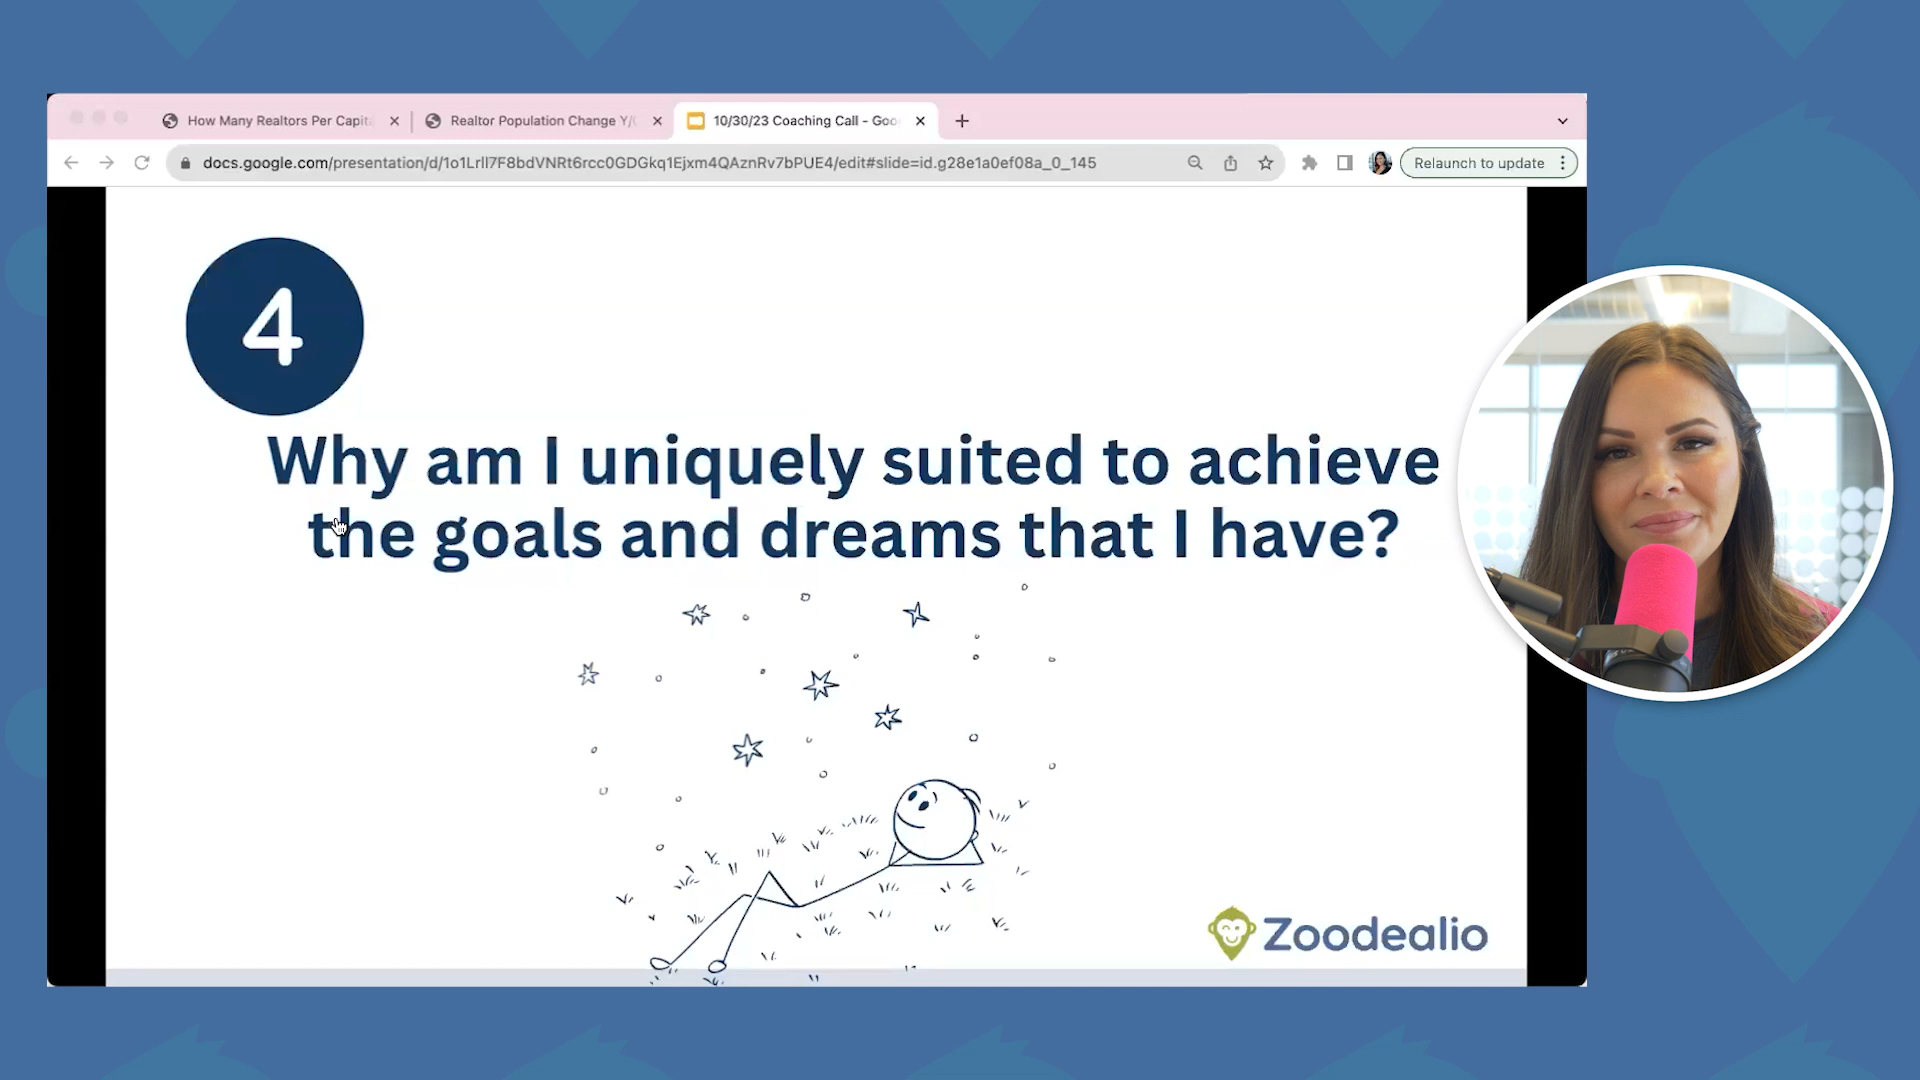 How Many Realtors Per Capit
Realtor Population Change Y/
10/30/23 Coaching Call - Goo
docs.google.com/presentation/d/1o1Lrll7F8bdVNRt6rcc0GDGkq1Ejxm4QAznRv7bPUE4/edit#slide=id.g28e1a0ef08a_0_145
Relaunch to update
4
Why am I uniquely suited to achieve
the goals and dreams that I have?
Zoodealio